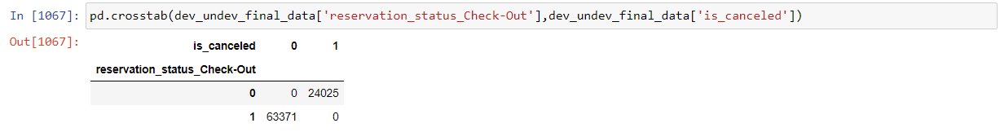 In [1067]: pd.crosstab(dev_undev_final_data['reservation_status_Check-Out'],dev_undev_final_data['is_canceled'])
Out[1067]:
is_canceled 0 1
reservation_status_Check-Out
0 0 24025
1 63371 0